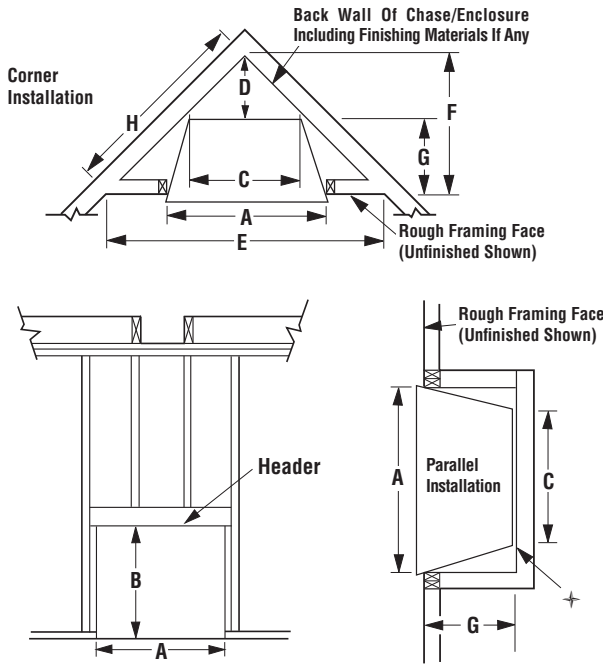 Back Wall Of Chase/Enclosure
Including Finishing Materials If Any
Corner
Installation
D
F
H
G
C
A
E
Rough Framing Face
(Unfinished Shown)
Rough Framing Face
(Unfinished Shown)
Header
A
Parallel
Installation
C
B
G
A